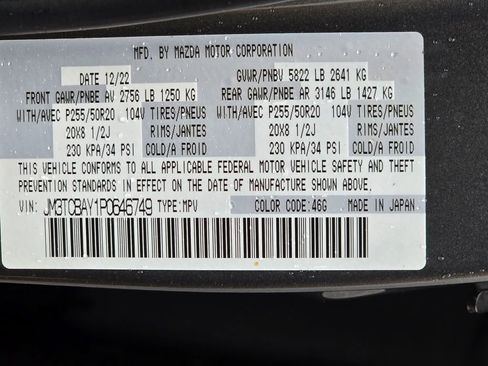 MFD. BY MAZDA MOTOR CORPORATION
DATE 12/22 GVWR/PNBV 5822 LB 2641 KG
FRONT GAWR/PNBE AV 2756 LB 1250 KG REAR GAWR/PNBE AR 3146 LB 1427 KG
WITH/AVEC P255/50R20 104V TIRES/PNEUS WITH/AVEC P255/50R20 104V TIRES/PNEUS
20X8 1/2J RIMS/JANTES 20X8 1/2J RIMS/JANTES
230 KPA/34 PSI COLD/A FROID 230 KPA/34 PSI COLD/A FROID
THIS VEHICLE CONFORMS TO ALL APPLICABLE FEDERAL MOTOR VEHICLE SAFETY AND THEFT
PREVENTION STANDARDS IN EFFECT ON THE DATE OF MANUFACTURE SHOWN ABOVE.
VIN: JM3TCBAY1P0646749 TYPE:MPV COLOR CODE:46G MADE IN JAPAN